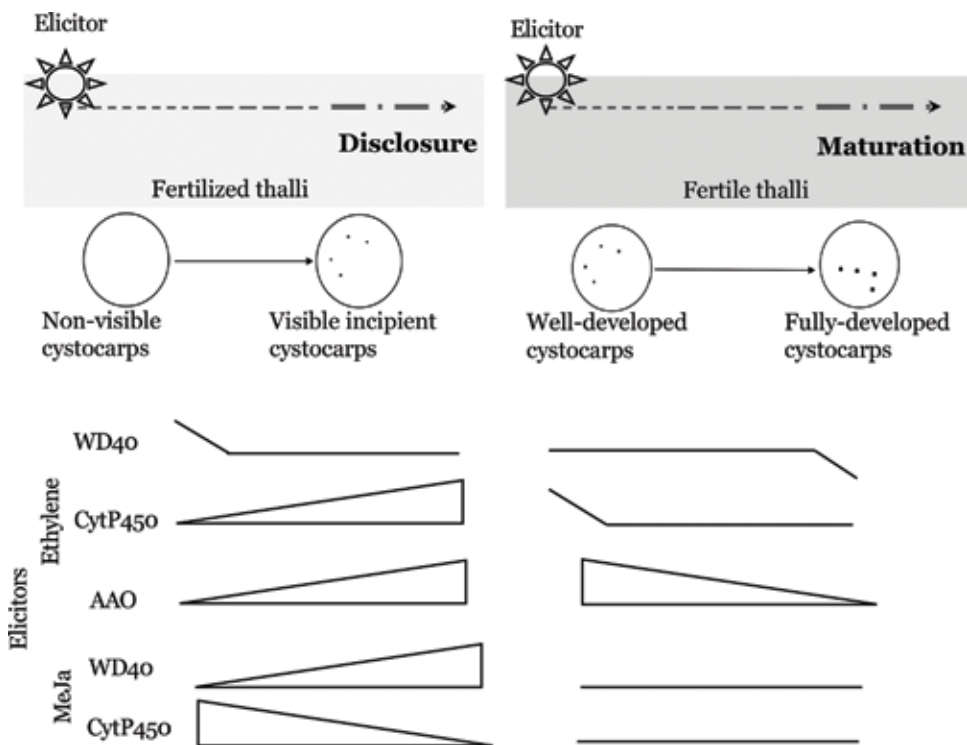 Elicitor
Elicitor
Disclosure
Maturation
Fertilized thalli
Fertile thalli
Non-visible
cystocarps
Visible incipient
cystocarps
Well-developed
cystocarps
Fully-developed
cystocarps
Elicitors
Ethylene
WD40
CytP450
AAO
MeJa
WD40
CytP450